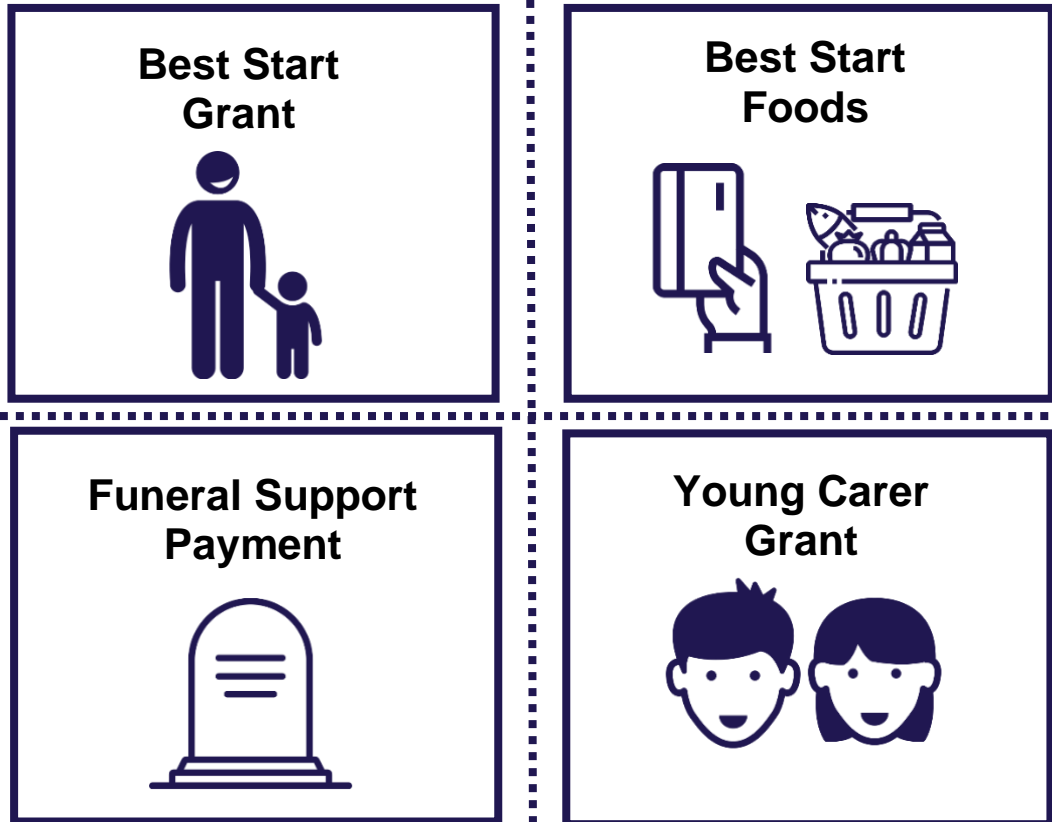 Best Start
Grant
Best Start
Foods
Funeral Support
Payment
Young Carer
Grant